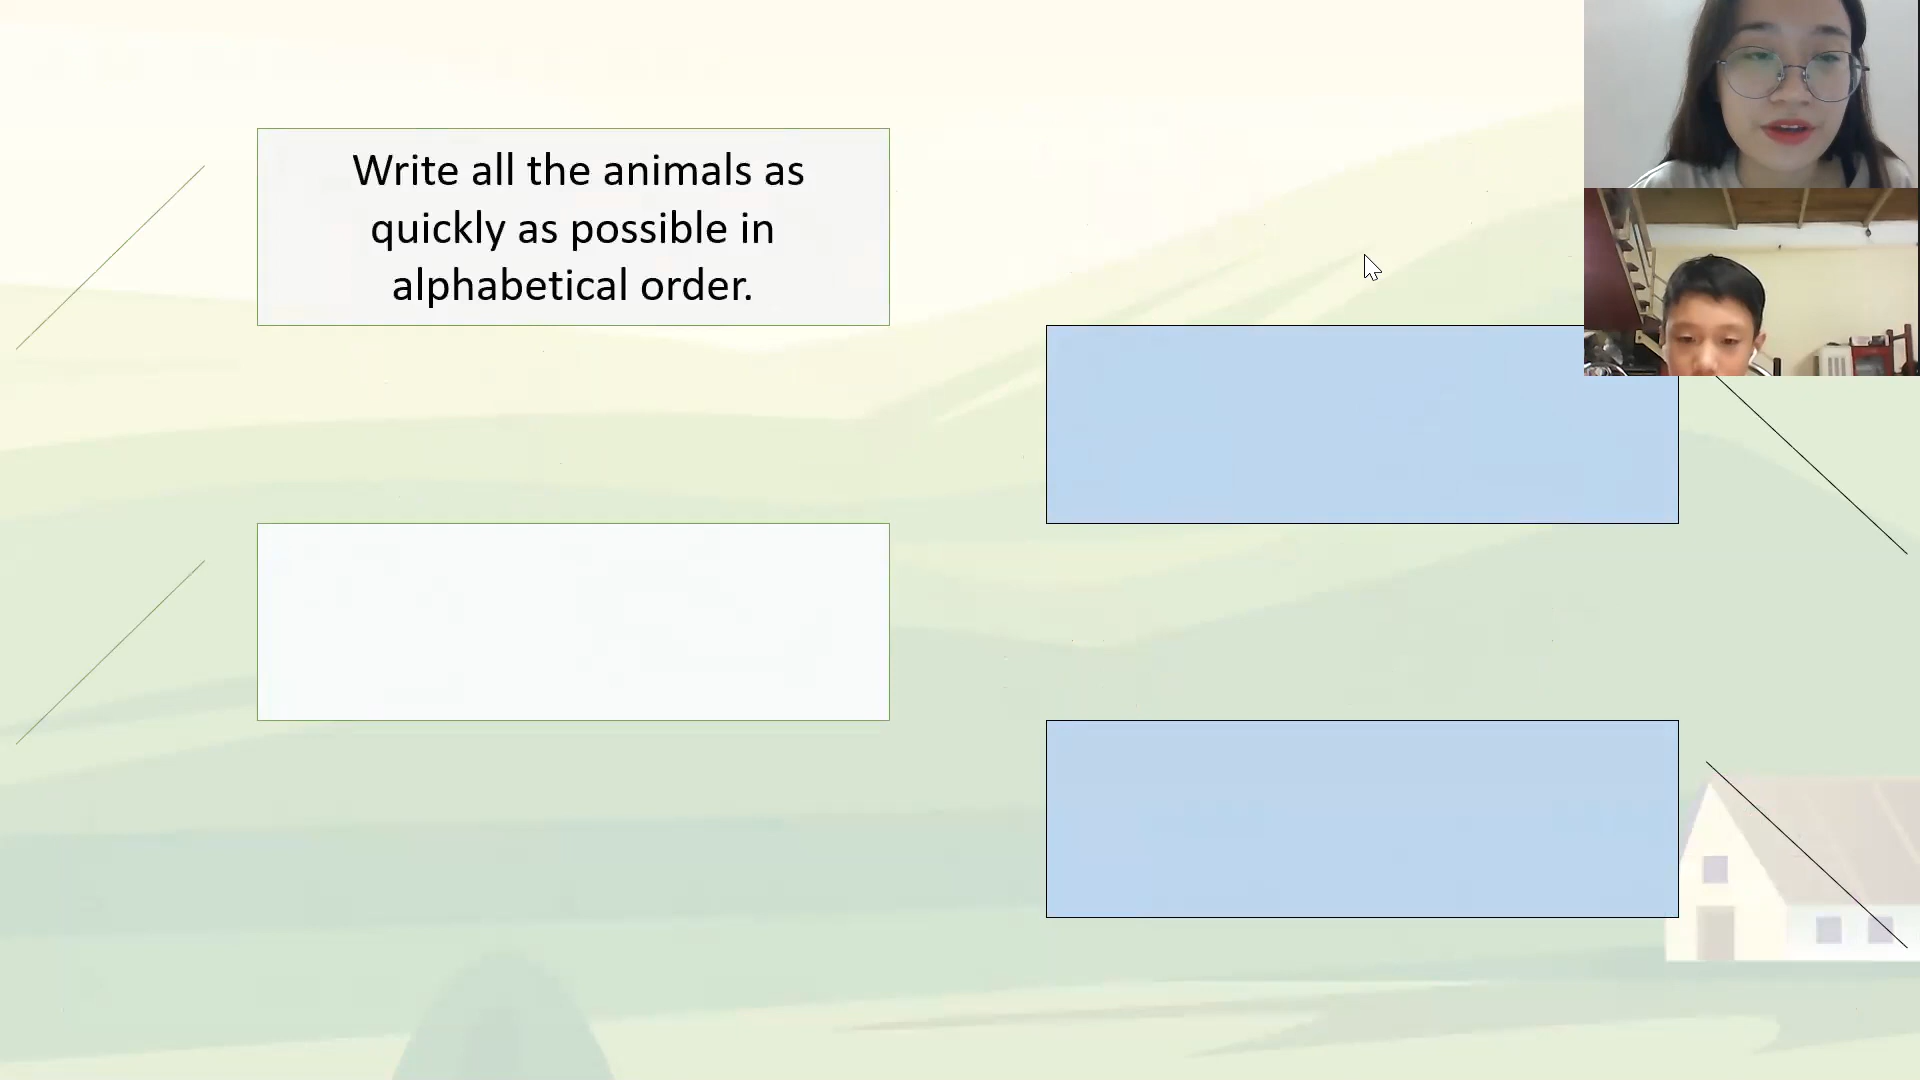 Write all the animals as
quickly as possible in
alphabetical order.